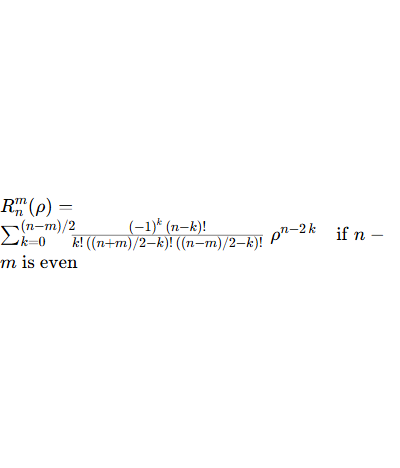 R_n^m(ρ) =
∑_{k=0}^{(n−m)/2} \frac{(−1)^k (n−k)!}{k! ((n+m)/2−k)! ((n−m)/2−k)!} ρ^{n−2k} if n −
m is even